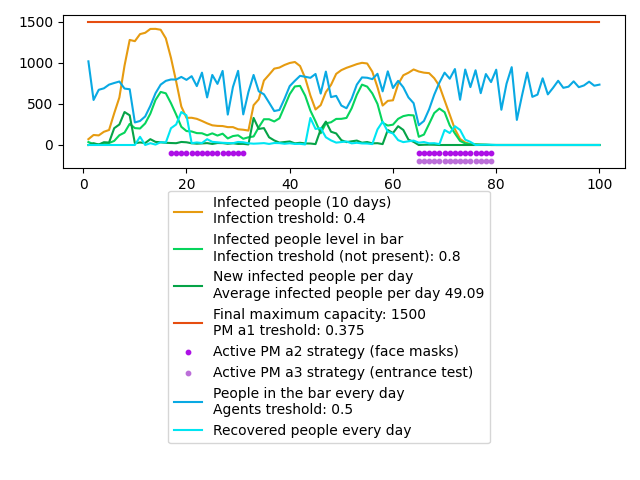 1500
1000
500
0
0
20
40
60
80
100
Infected people (10 days)
Infection treshold: 0.4
Infected people level in bar
Infection treshold (not present): 0.8
New infected people per day
Average infected people per day 49.09
Final maximum capacity: 1500
PM a1 treshold: 0.375
Active PM a2 strategy (face masks)
Active PM a3 strategy (entrance test)
People in the bar every day
Agents treshold: 0.5
Recovered people every day